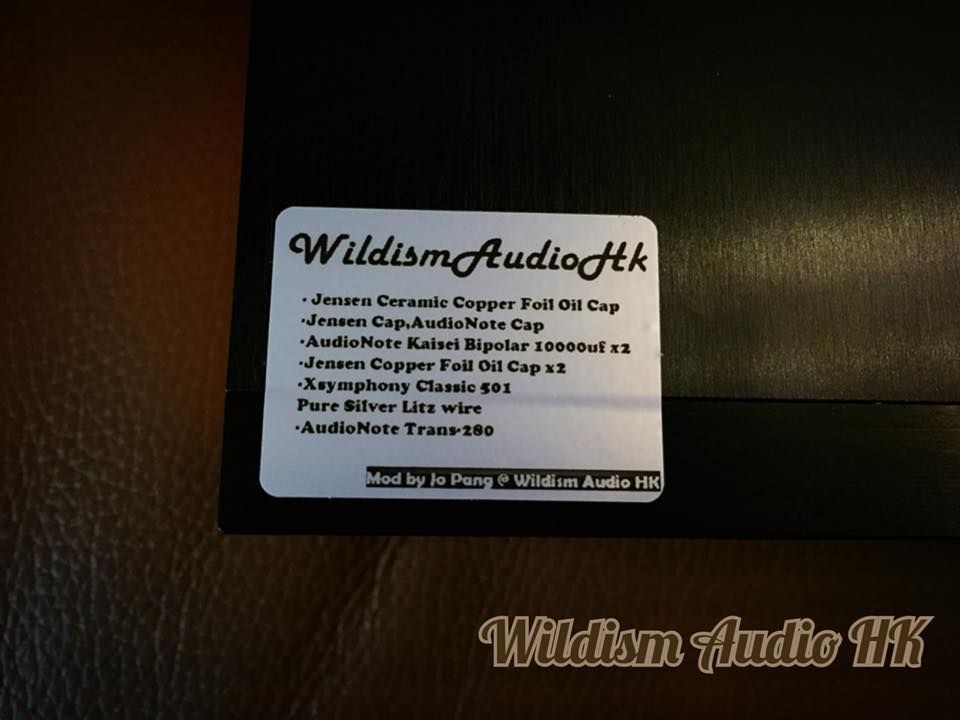 WildismAudioHk
· Jensen Ceramic Copper Foil Oil Cap
·Jensen Cap,AudioNote Cap
·AudioNote Kaisei Bipolar 10000uf x2
·Jensen Copper Foil Oil Cap x2
·Xsymphony Classic 501
Pure Silver Litz wire
·AudioNote Trans-280
Mod by Jo Pang @ Wildism Audio HK
Wildism Audio HK